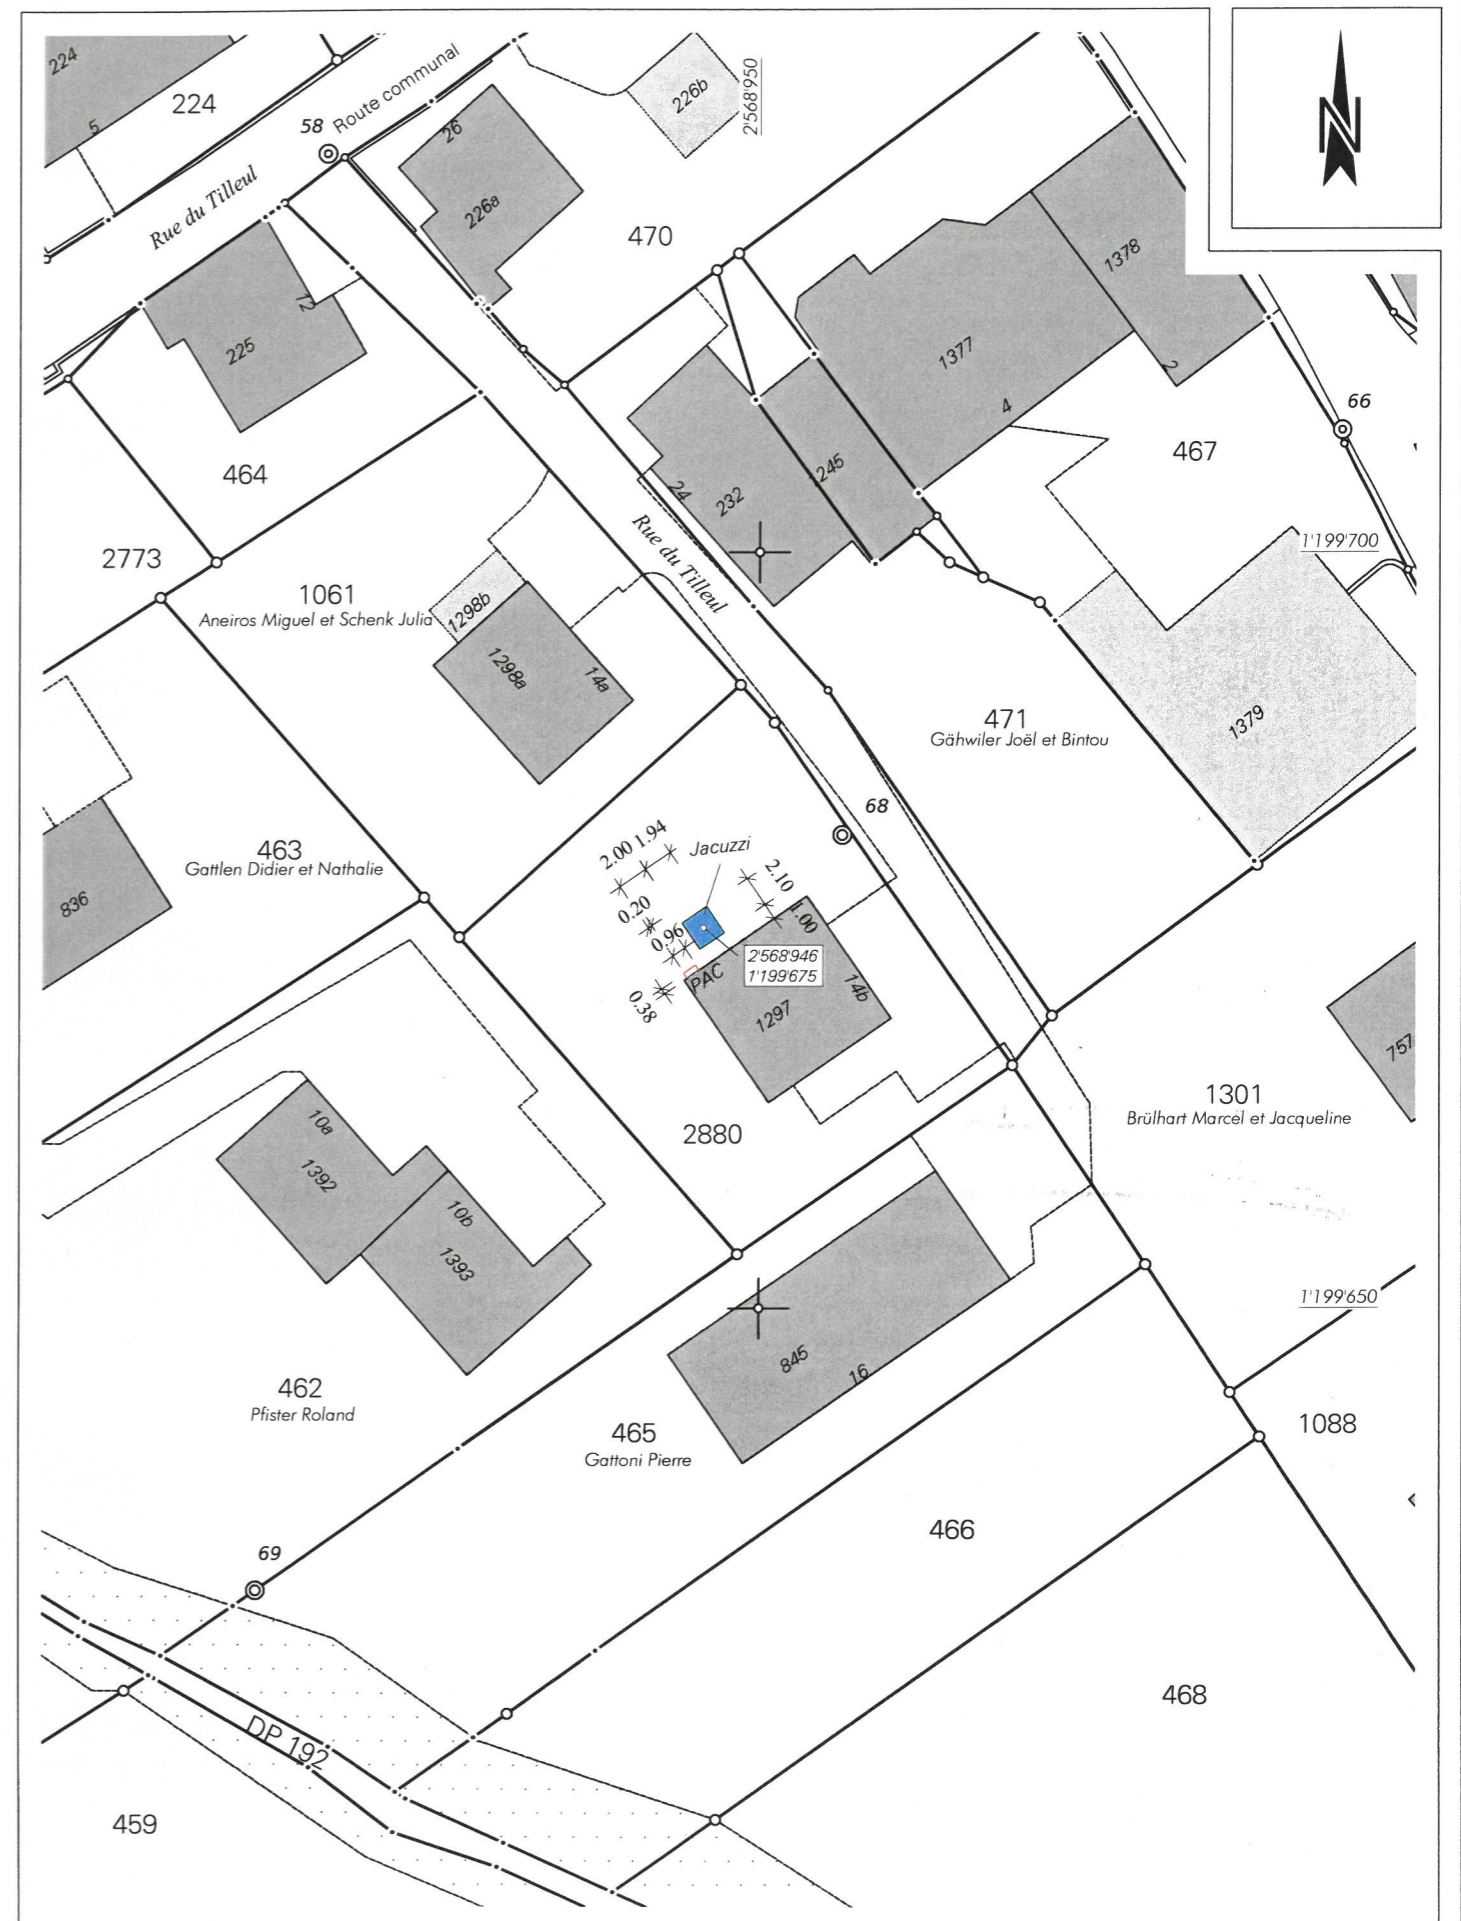 224
5
224
58
Route communal
26
226b
2'568'950
N
Rue du Tilleul
226a
470
1378
12
225
1377
2
4
66
464
467
24
232
245
1'199'700
Rue du Tilleul
2773
1061
Aneiros Miguel et Schenk Julia
1298b
1298a
14a
471
Gähwiler Joël et Bintou
1379
68
463
Gattlen Didier et Nathalie
836
2.00 1.94
Jacuzzi
2.10
0.20
1.00
0.96
2'568'946
1'199'675
PAC
0.38
14b
1297
757
1301
Brülhart Marcel et Jacqueline
2880
10a
1392
10b
1393
1'199'650
845
16
462
Pfister Roland
465
Gattoni Pierre
1088
466
69
468
DP 192
459